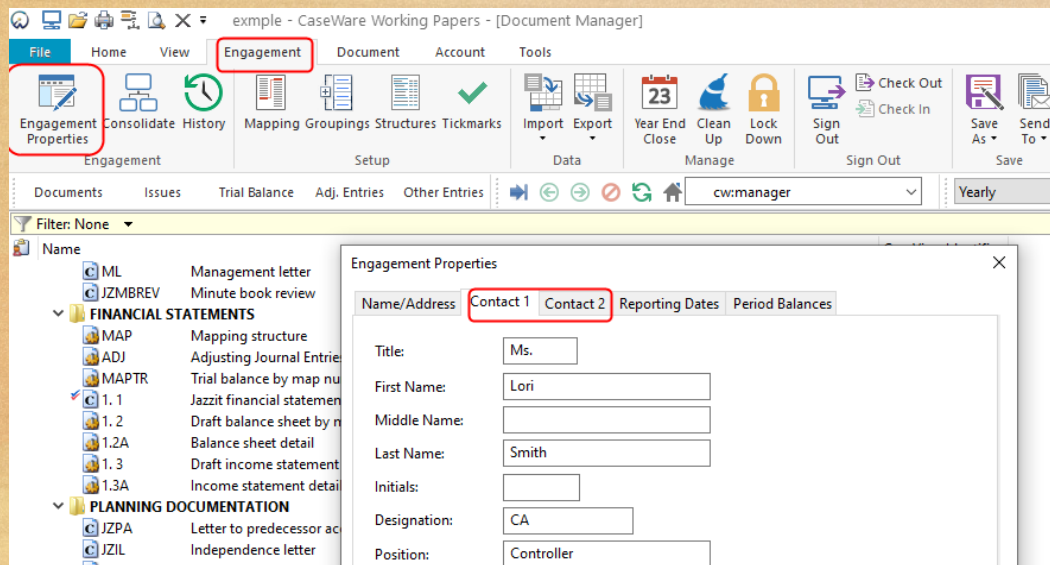 exmple - CaseWare Working Papers - [Document Manager]
File Home View Engagement Document Account Tools
Engagement Properties
Consolidate
History
Engagement
Mapping
Groupings
Structures
Tickmarks
Setup
Import
Export
Data
23
Year End Close
Clean Up
Lock Down
Manage
Sign Out
Check Out
Check In
Sign Out
Save As
Send To
Save
Documents Issues Trial Balance Adj. Entries Other Entries cw:manager Yearly
Filter: None
Name
ML Management letter
JZMBREV Minute book review
FINANCIAL STATEMENTS
MAP Mapping structure
ADJ Adjusting Journal Entrie
MAPTR Trial balance by map nu
1. 1 Jazzit financial statemen
1. 2 Draft balance sheet by m
1.2A Balance sheet detail
1. 3 Draft income statement
1.3A Income statement detail
PLANNING DOCUMENTATION
JZPA Letter to predecessor ac
JZIL Independence letter
Engagement Properties
Name/Address Contact 1 Contact 2 Reporting Dates Period Balances
Title: Ms.
First Name: Lori
Middle Name:
Last Name: Smith
Initials:
Designation: CA
Position: Controller